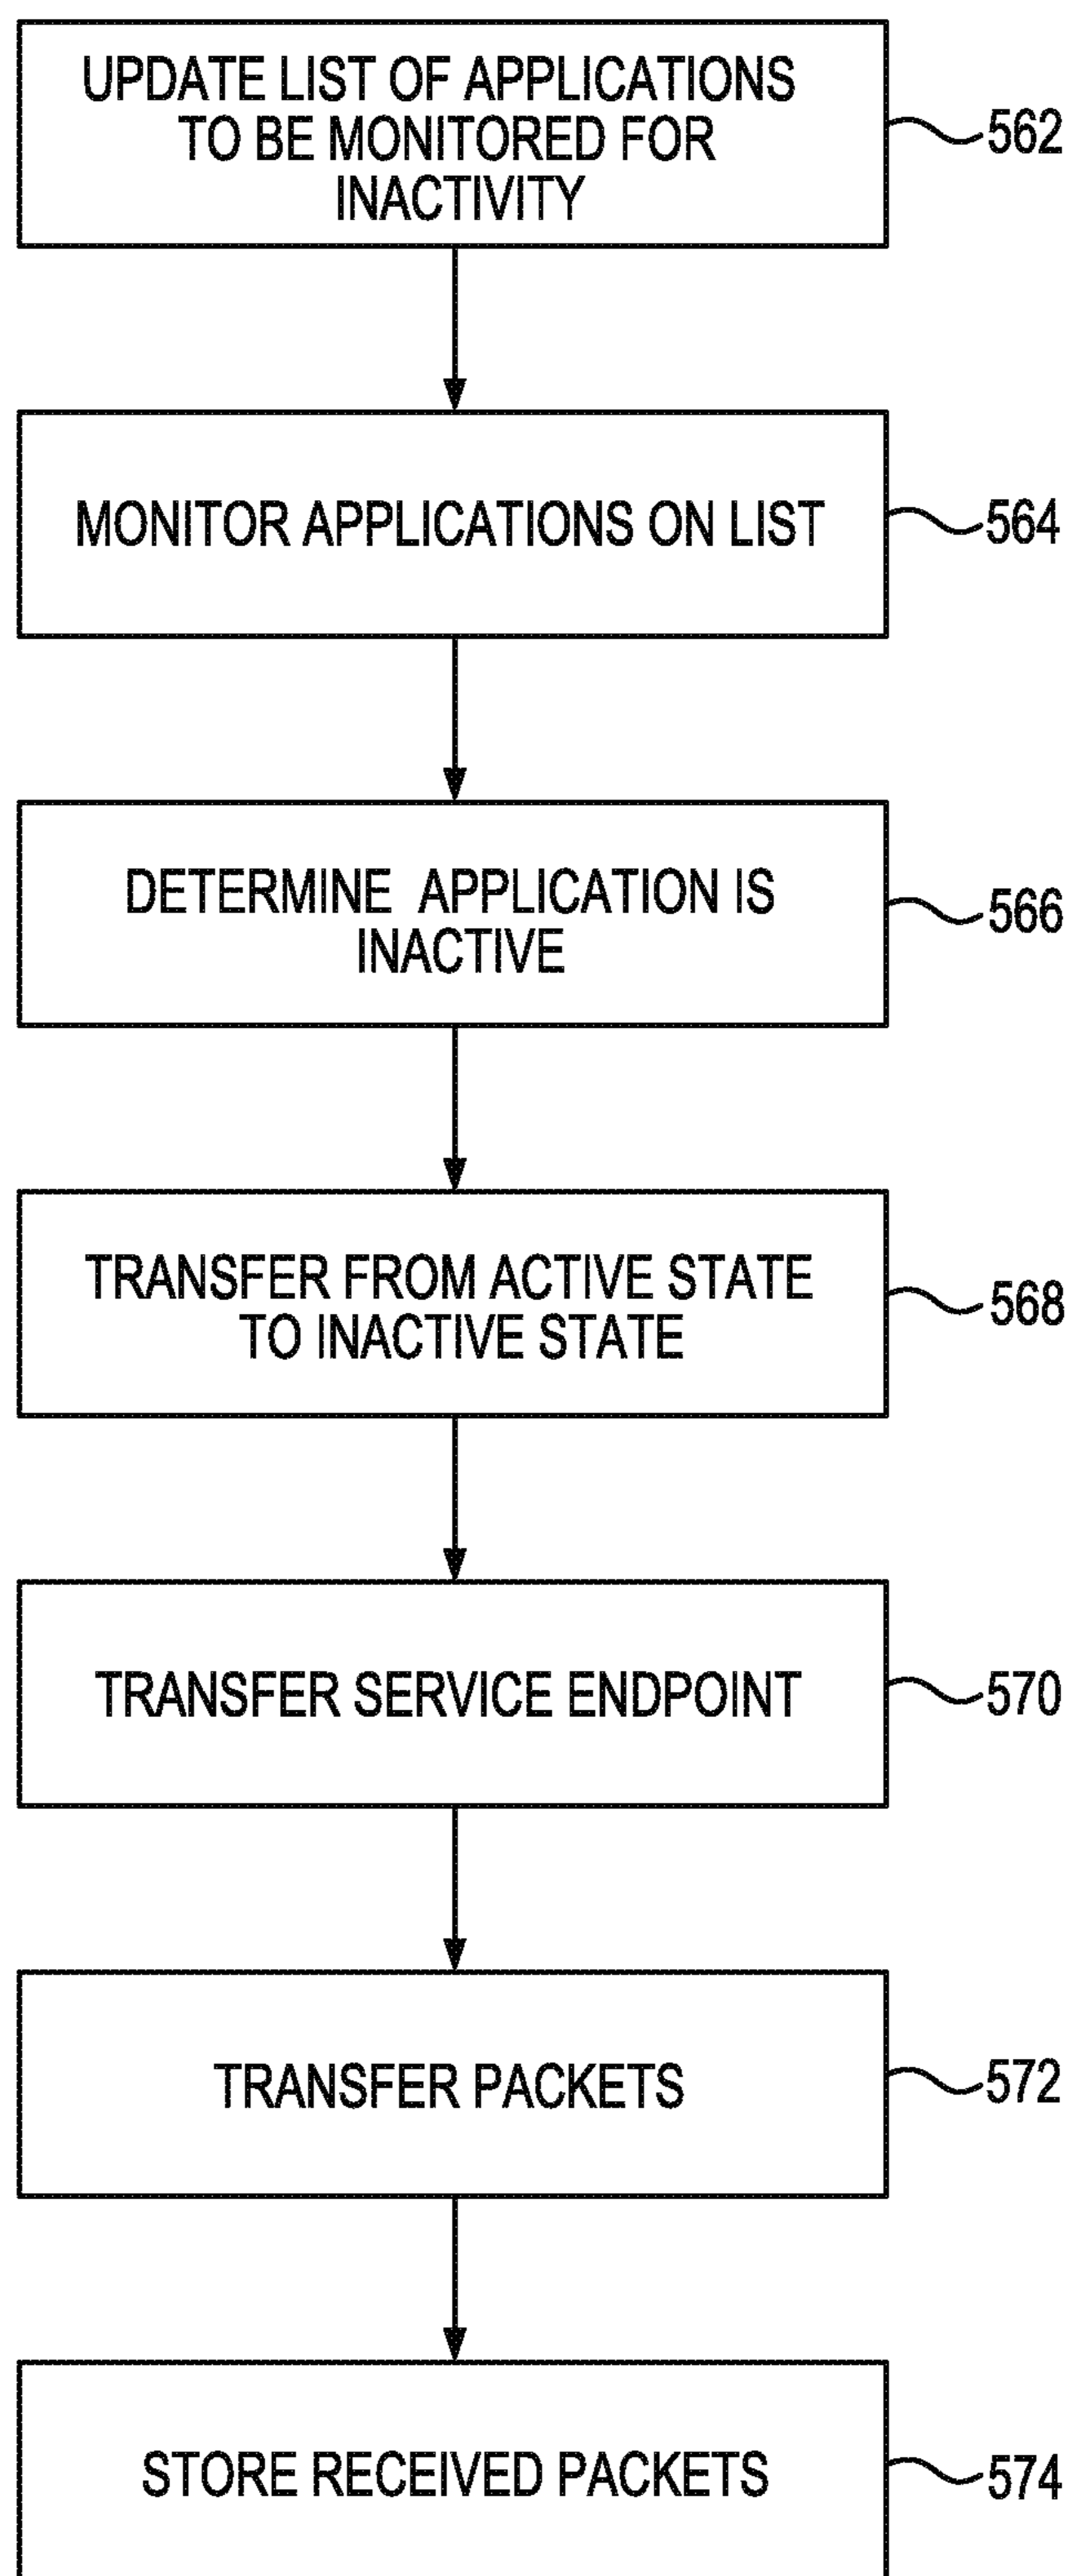 UPDATE LIST OF APPLICATIONS
TO BE MONITORED FOR
INACTIVITY
562
MONITOR APPLICATIONS ON LIST
564
DETERMINE APPLICATION IS
INACTIVE
566
TRANSFER FROM ACTIVE STATE
TO INACTIVE STATE
568
TRANSFER SERVICE ENDPOINT
570
TRANSFER PACKETS
572
STORE RECEIVED PACKETS
574